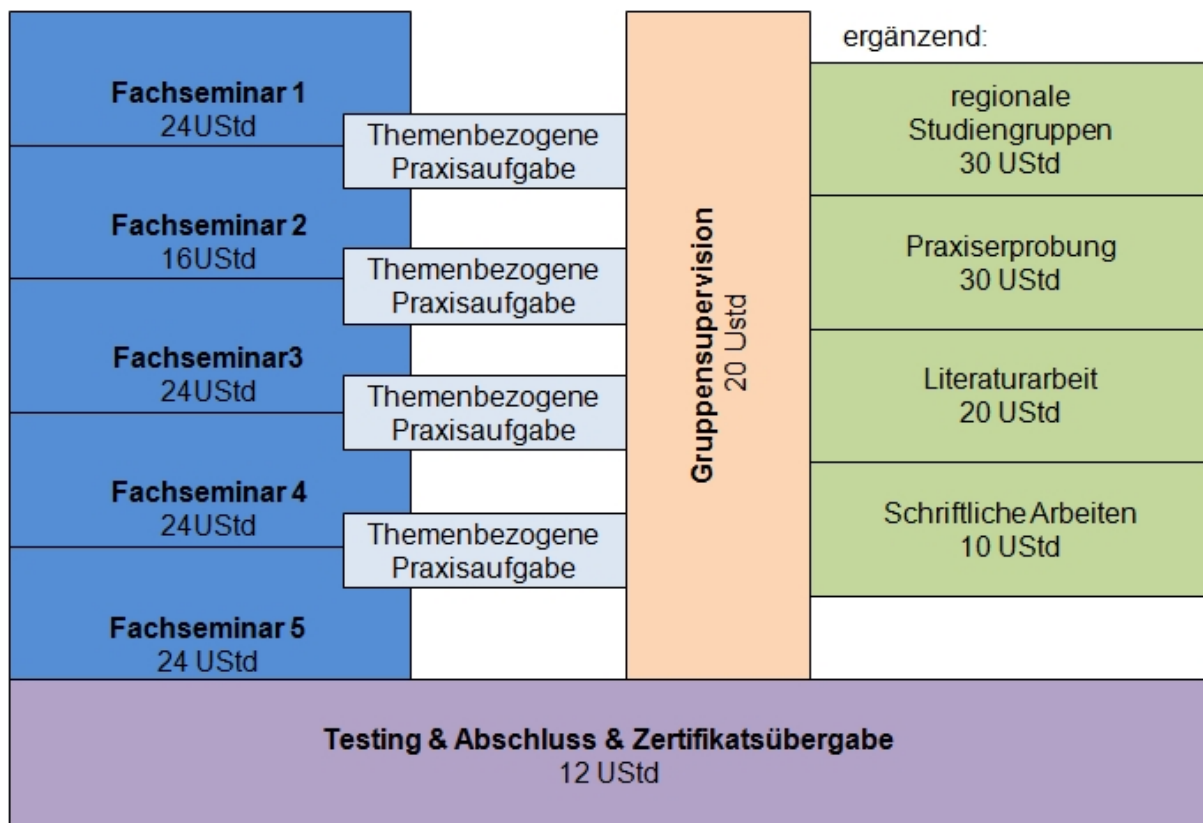 Fachseminar 1
24UStd
Fachseminar 2
16UStd
Fachseminar3
24UStd
Fachseminar 4
24UStd
Fachseminar 5
24 UStd
Themenbezogene
Praxisaufgabe
Themenbezogene
Praxisaufgabe
Themenbezogene
Praxisaufgabe
Themenbezogene
Praxisaufgabe
Gruppensupervision
20 Ustd
ergänzend:
regionale
Studiengruppen
30 UStd
Praxiserprobung
30 UStd
Literaturarbeit
20 UStd
Schriftliche Arbeiten
10 UStd
Testing & Abschluss & Zertifikatsübergabe
12 UStd